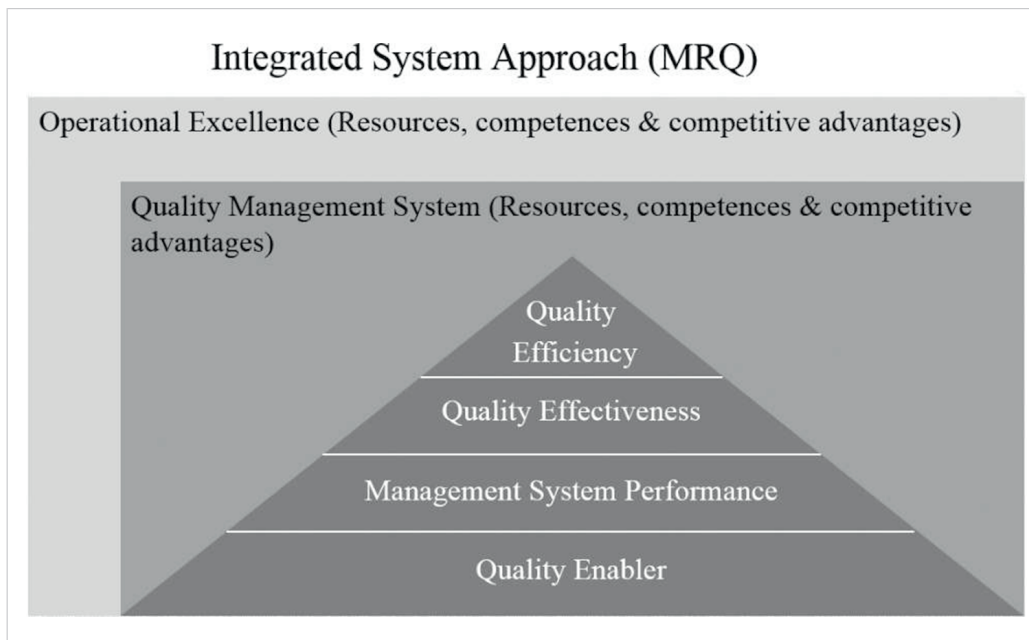 Integrated System Approach (MRQ)
Operational Excellence (Resources, competences & competitive advantages)
Quality Management System (Resources, competences & competitive
advantages)
Quality
Efficiency
Quality Effectiveness
Management System Performance
Quality Enabler